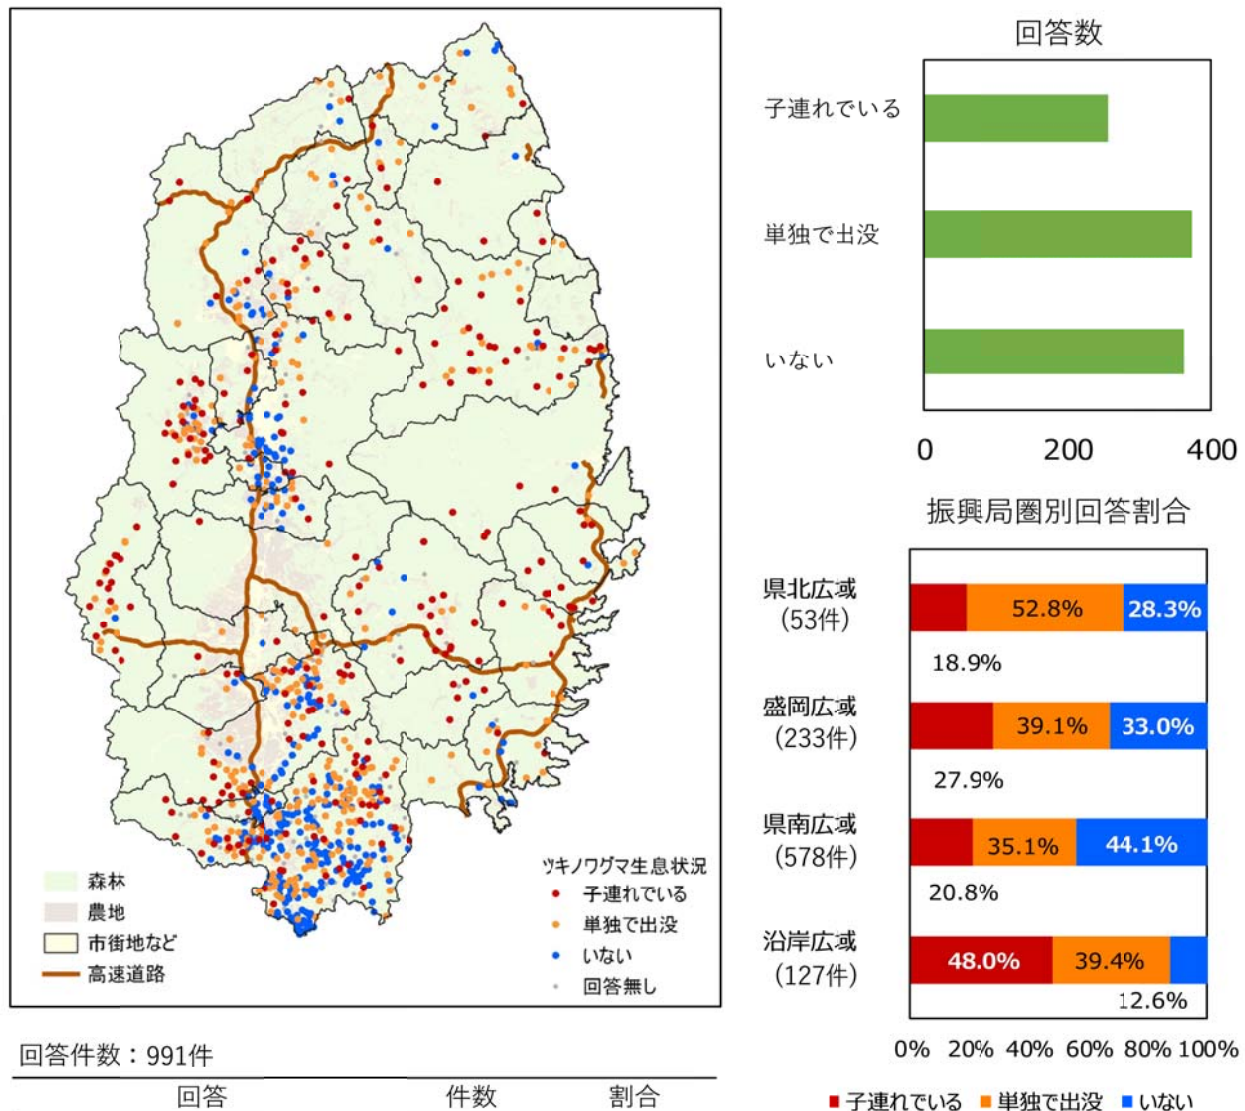 ツキノワグマ生息状況
森林
農地
市街地など
高速道路
子連れでいる
単独で出没
いない
回答無し
回答件数：991件
回答 件数 割合
回答数
子連れでいる
単独で出没
いない
0 200 400
振興局圏別回答割合
県北広域
(53件)
52.8% 28.3%
18.9%
盛岡広域
(233件)
39.1% 33.0%
27.9%
県南広域
(578件)
35.1% 44.1%
20.8%
沿岸広域
(127件)
48.0% 39.4%
12.6%
0% 20% 40% 60% 80% 100%
子連れでいる 単独で出没 いない